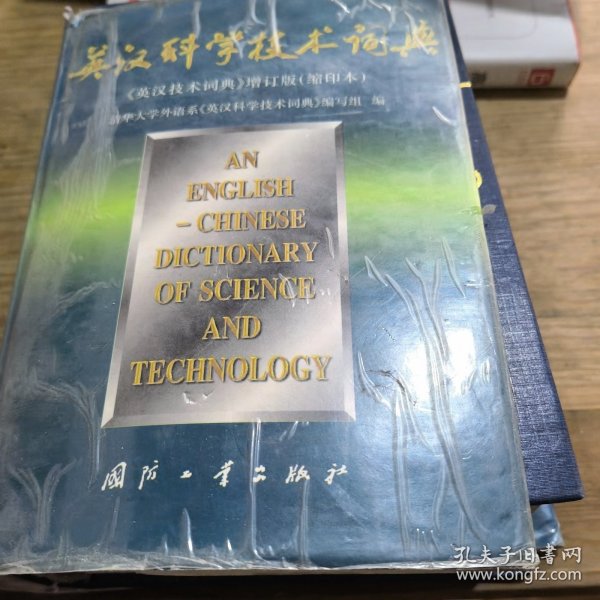 英汉科学技术词典
《英汉技术词典》增订版(缩印本)
清华大学外语系《英汉科学技术词典》编写组 编
AN
ENGLISH
– CHINESE
DICTIONARY
OF SCIENCE
AND
TECHNOLOGY
国防工业出版社
孔夫子旧书网
www.kongfz.com